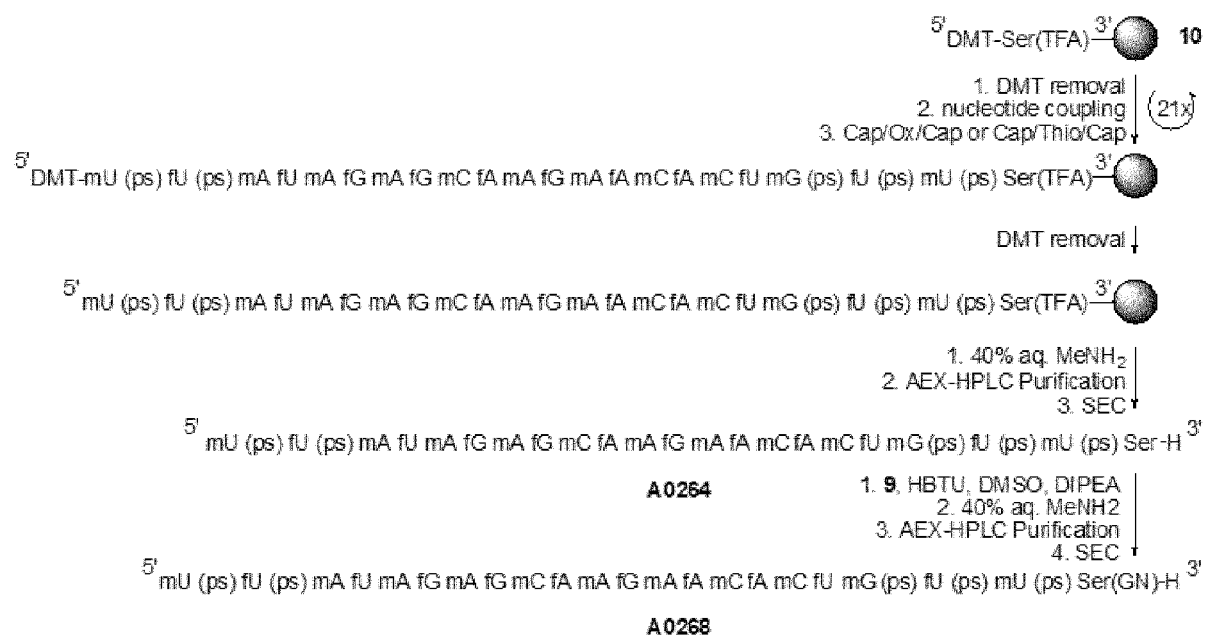 5' DMT-Ser(TFA) 3' 10
1. DMT removal
2. nucleotide coupling
3. Cap/Ox/Cap or Cap/Thio/Cap
21x
5' DMT-mU (ps) fU (ps) mA fU mA fG mA fG mC fA mA fG mA fA mC fA mC fU mG (ps) fU (ps) mU (ps) Ser(TFA) 3'
DMT removal
5' mU (ps) fU (ps) mA fU mA fG mA fG mC fA mA fG mA fA mC fA mC fU mG (ps) fU (ps) mU (ps) Ser(TFA) 3'
1. 40% aq. MeNH2
2. AEX-HPLC Purification
3. SEC
5' mU (ps) fU (ps) mA fU mA fG mA fG mC fA mA fG mA fA mC fA mC fU mG (ps) fU (ps) mU (ps) Ser-H 3'
A0264
1. 9, HBTU, DMSO, DIPEA
2. 40% aq. MeNH2
3. AEX-HPLC Purification
4. SEC
5' mU (ps) fU (ps) mA fU mA fG mA fG mC fA mA fG mA fA mC fA mC fU mG (ps) fU (ps) mU (ps) Ser(GN)-H 3'
A0268